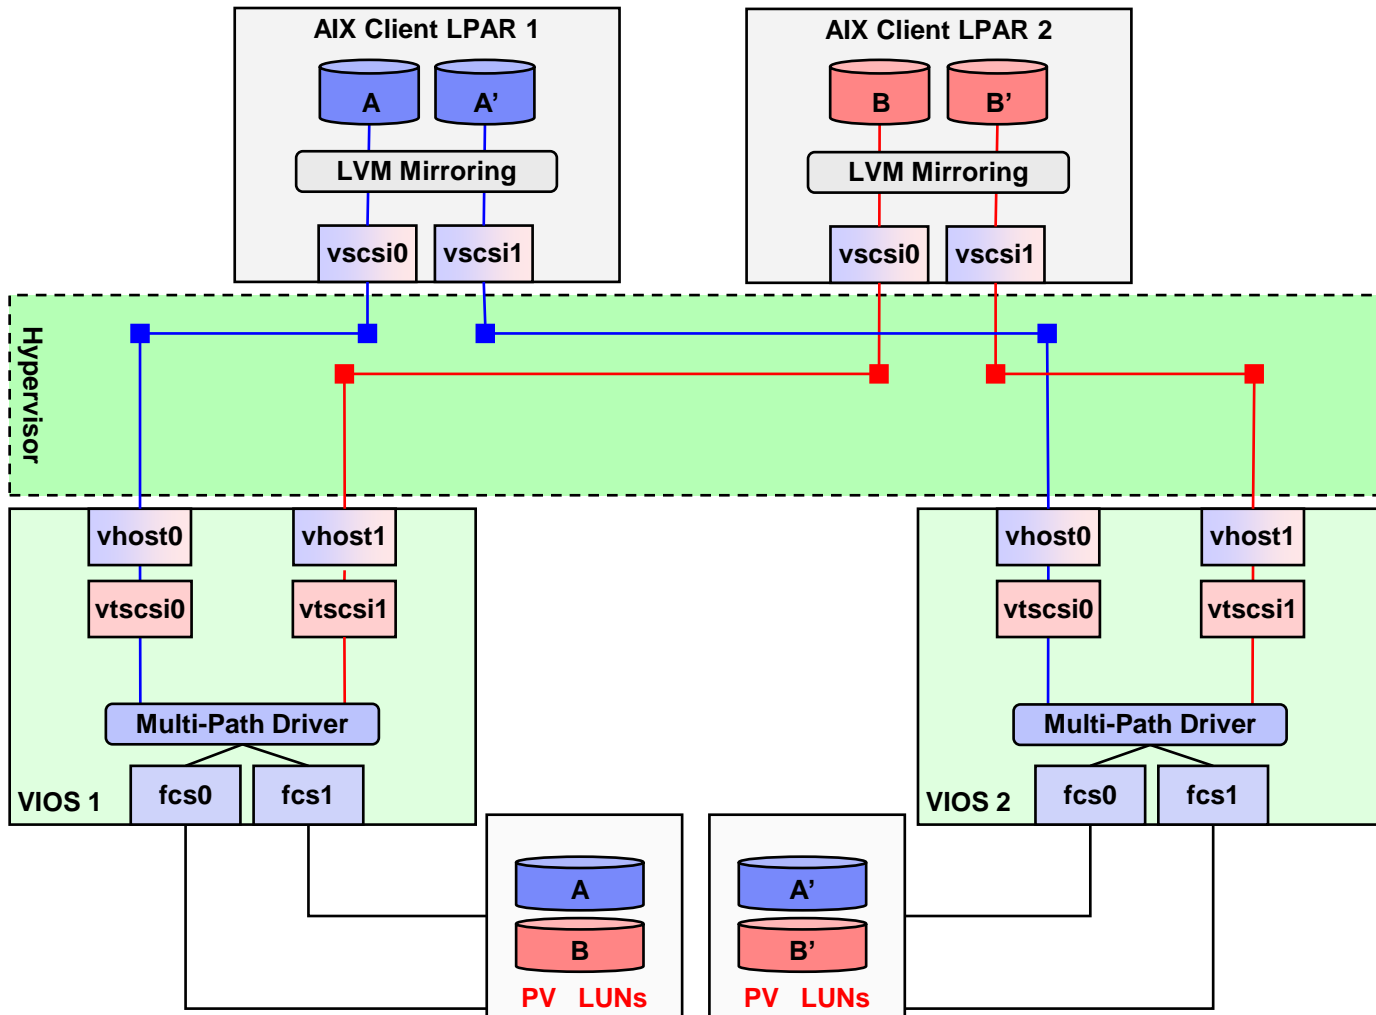 AIX Client LPAR 1
A
A’
LVM Mirroring
vscsi0
vscsi1
AIX Client LPAR 2
B
B’
LVM Mirroring
vscsi0
vscsi1
Hypervisor
vhost0
vhost1
vtscsi0
vtscsi1
Multi-Path Driver
fcs0
fcs1
VIOS 1
vhost0
vhost1
vtscsi0
vtscsi1
Multi-Path Driver
fcs0
fcs1
VIOS 2
A
B
PV LUNs
A’
B’
PV LUNs